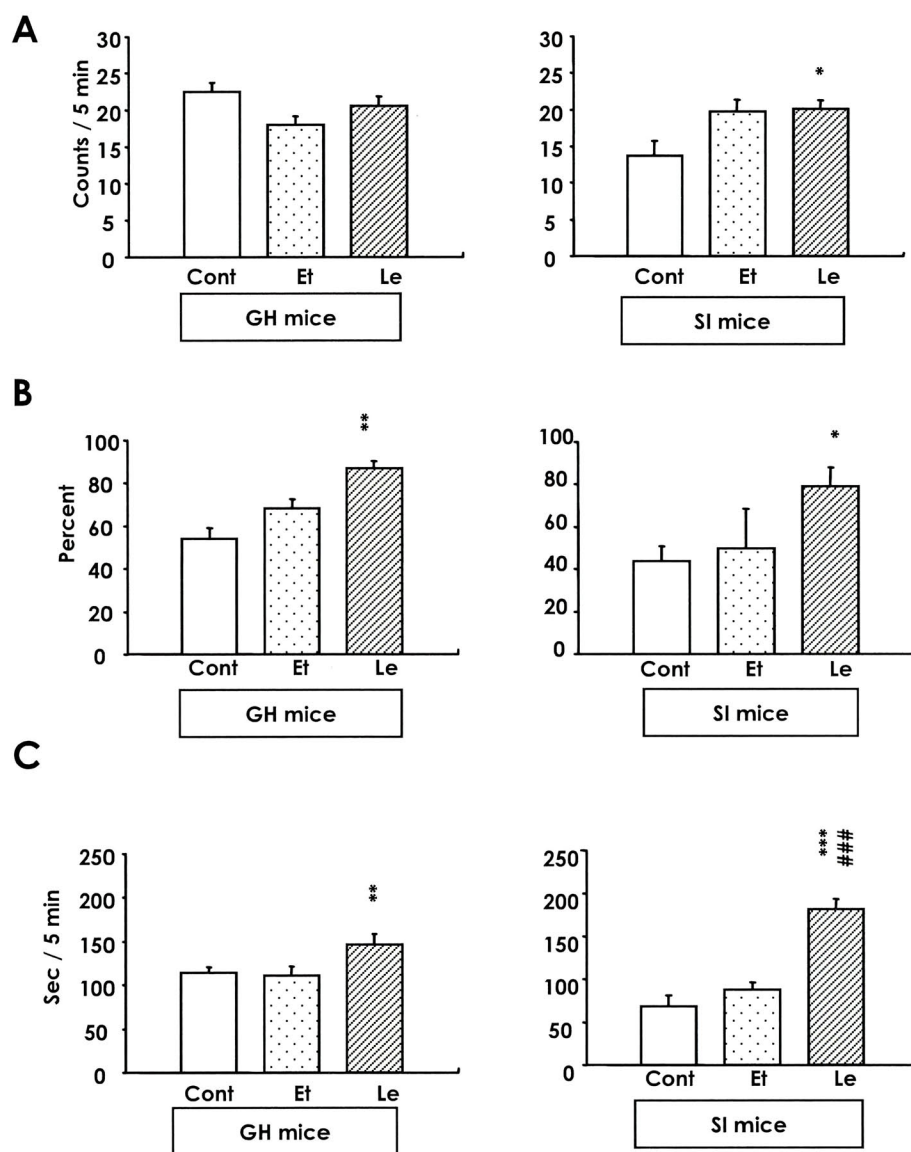 A
Counts / 5 min
30
25
20
15
10
5
0
Cont Et Le
GH mice
30
25
20
15
10
5
0
*
Cont Et Le
SI mice
B
Percent
100
80
60
40
20
0
**
Cont Et Le
GH mice
100
80
60
40
20
0
*
Cont Et Le
SI mice
C
Sec / 5 min
250
200
150
100
50
0
**
Cont Et Le
GH mice
250
200
150
100
50
0
***
###
Cont Et Le
SI mice